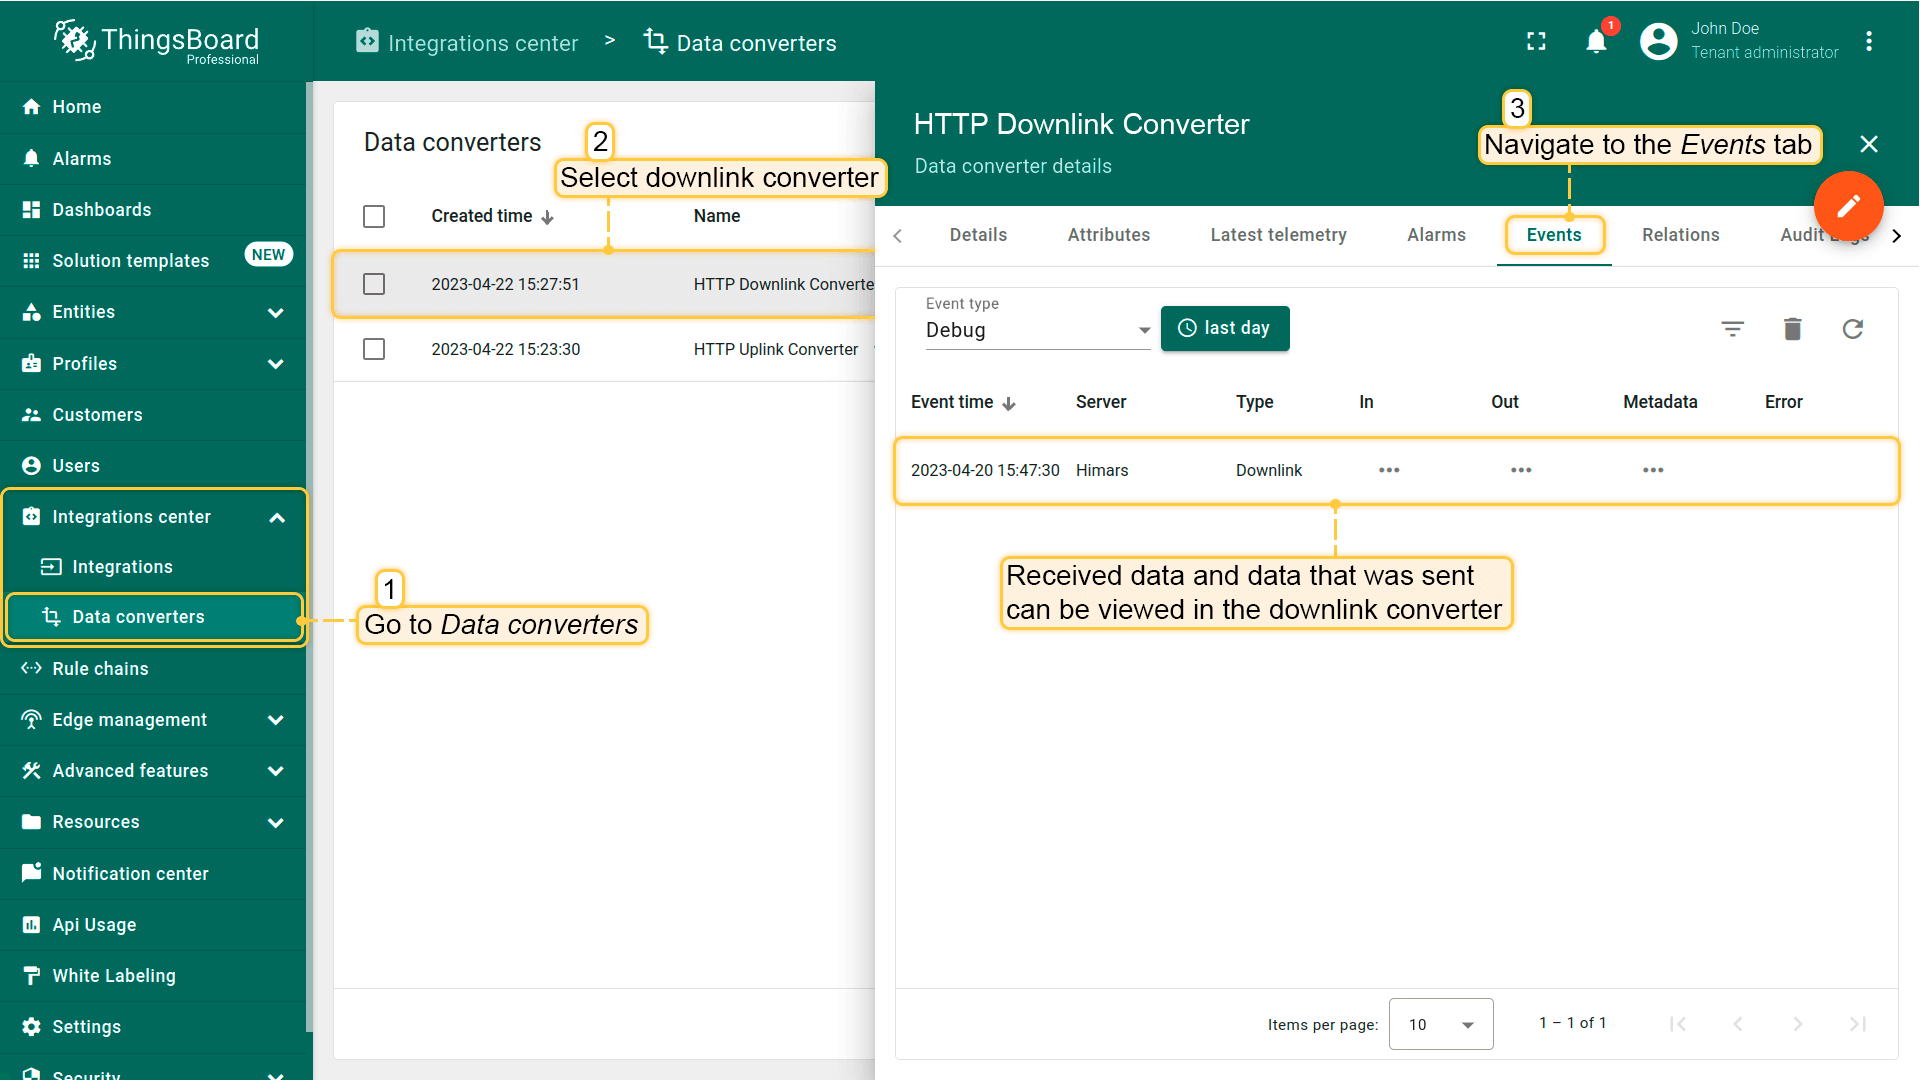 ThingsBoard
Professional
Integrations center > Data converters
1
John Doe
Tenant administrator
Home
Alarms
Dashboards
Solution templates NEW
Entities
Profiles
Customers
Users
Integrations center
Integrations
Data converters
Rule chains
Edge management
Advanced features
Resources
Notification center
Api Usage
White Labeling
Settings
Security
1
Go to Data converters
Data converters
2
Select downlink converter
Created time Name
2023-04-22 15:27:51 HTTP Downlink Converte
2023-04-22 15:23:30 HTTP Uplink Converter
HTTP Downlink Converter
Data converter details
3
Navigate to the Events tab
Details Attributes Latest telemetry Alarms Events Relations Audit
Event type
Debug
last day
Event time Server Type In Out Metadata Error
2023-04-20 15:47:30 Himars Downlink ••• ••• •••
Received data and data that was sent
can be viewed in the downlink converter
Items per page: 10 1 – 1 of 1